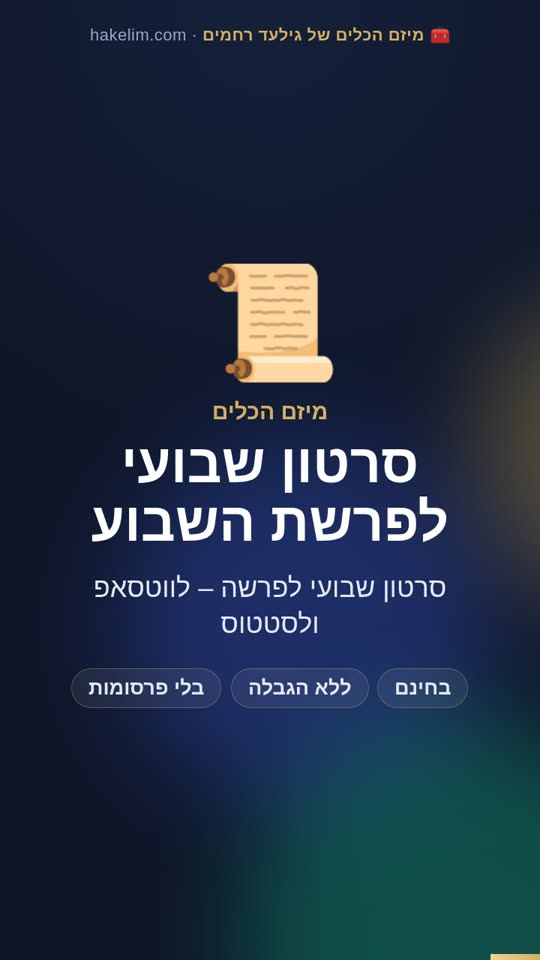 🧰 מיזם הכלים של גילעד רחמים · hakelim.com
מיזם הכלים
סרטון שבועי
לפרשת השבוע
סרטון שבועי לפרשה – לווטסאפ
ולסטטוס
בחינם
ללא הגבלה
בלי פרסומות